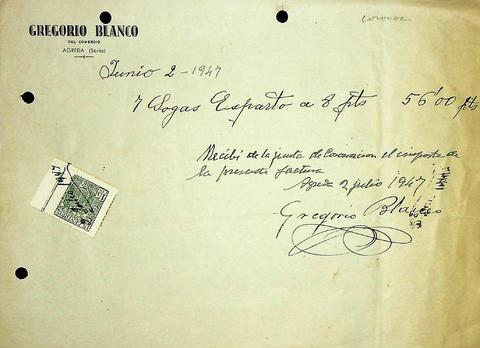 GREGORIO BLANCO
DEL COMERCIO
AGREDA (Soria)
Junio 2-1947
7 Sogas Esparto a 8 pts 56'00 pts
Recibí de la junta de Coronacion el importe de
la presente factura
Agreda 2 julio 1947
Gregorio Blanco